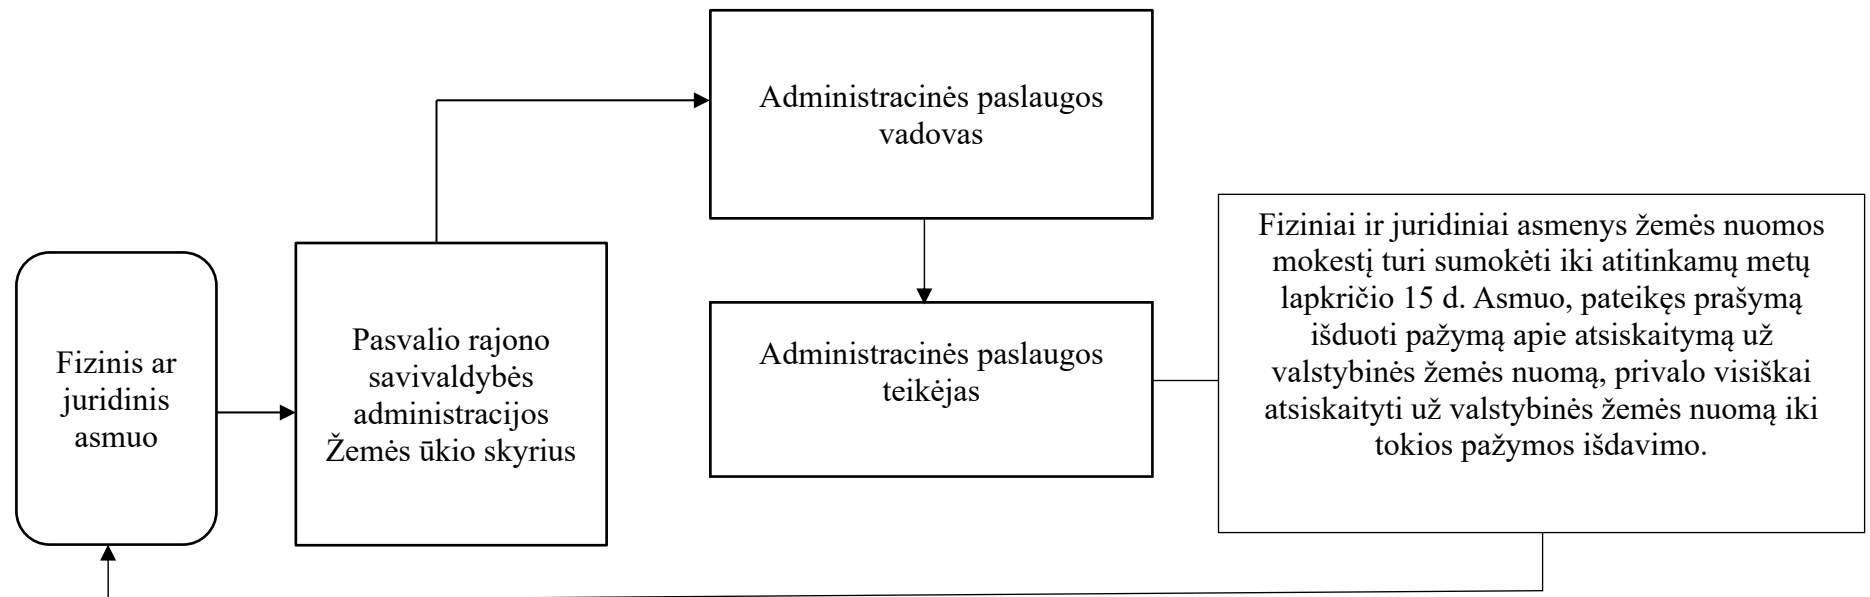 Administracinės paslaugos
vadovas
Fiziniai ir juridiniai asmenys žemės nuomos
mokestį turi sumokėti iki atitinkamų metų
lapkričio 15 d. Asmuo, pateikęs prašymą
išduoti pažymą apie atsiskaitymą už
valstybinės žemės nuomą, privalo visiškai
atsiskaityti už valstybinės žemės nuomą iki
tokios pažymos išdavimo.
Fizinis ar
juridinis
asmuo
Pasvalio rajono
savivaldybės
administracijos
Žemės ūkio skyrius
Administracinės paslaugos
teikėjas